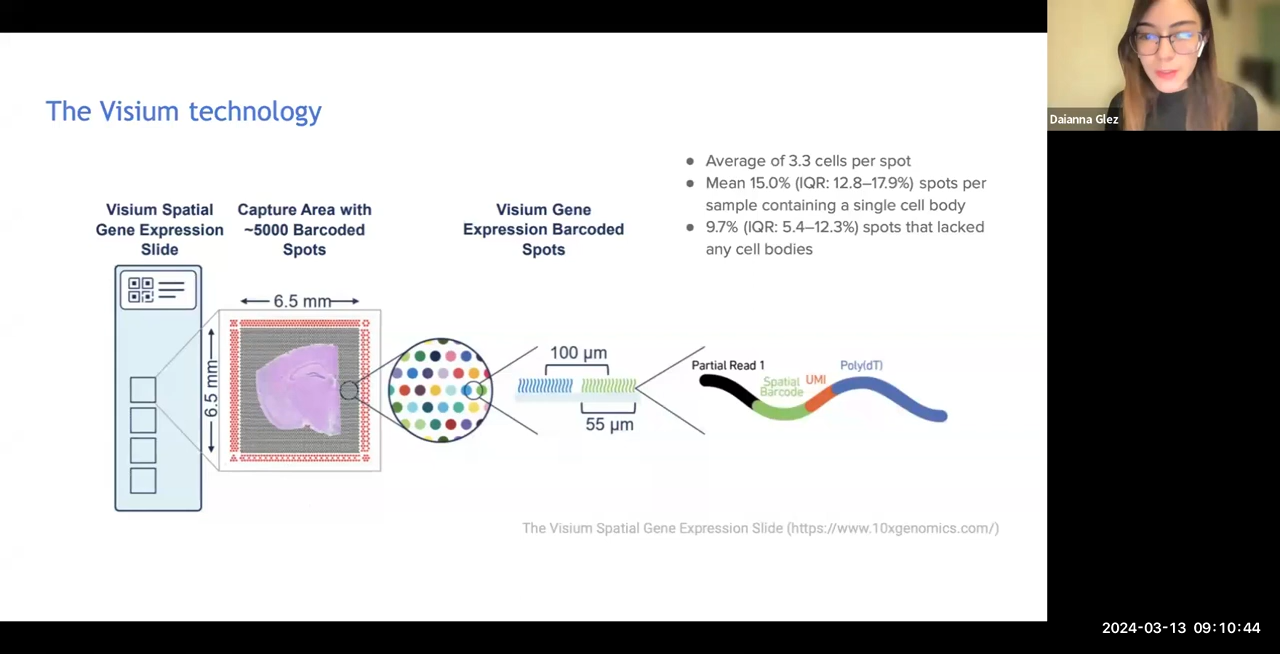 The Visium technology
Daianna Glez
● Average of 3.3 cells per spot
● Mean 15.0% (IQR: 12.8–17.9%) spots per
sample containing a single cell body
● 9.7% (IQR: 5.4–12.3%) spots that lacked
any cell bodies
Visium Spatial
Gene Expression
Slide
Capture Area with
~5000 Barcoded
Spots
Visium Gene
Expression Barcoded
Spots
6.5 mm
6.5 mm
100 µm
55 µm
Partial Read 1
Spatial
Barcode
UMI
Poly(dT)
The Visium Spatial Gene Expression Slide (https://www.10xgenomics.com/)
2024-03-13 09:10:44